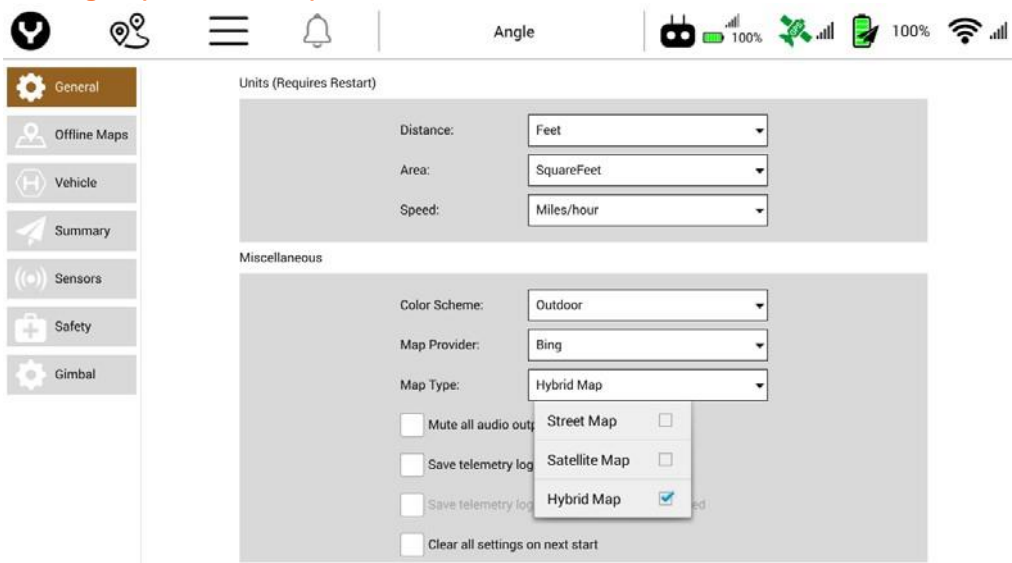 Angle
100%
100%
General
Offline Maps
Vehicle
Summary
Sensors
Safety
Gimbal
Units (Requires Restart)
Distance: Feet
Area: SquareFeet
Speed: Miles/hour
Miscellaneous
Color Scheme: Outdoor
Map Provider: Bing
Map Type: Hybrid Map
Street Map
Satellite Map
Hybrid Map
Mute all audio
Save telemetry log
Save telemetry log
Clear all settings on next start